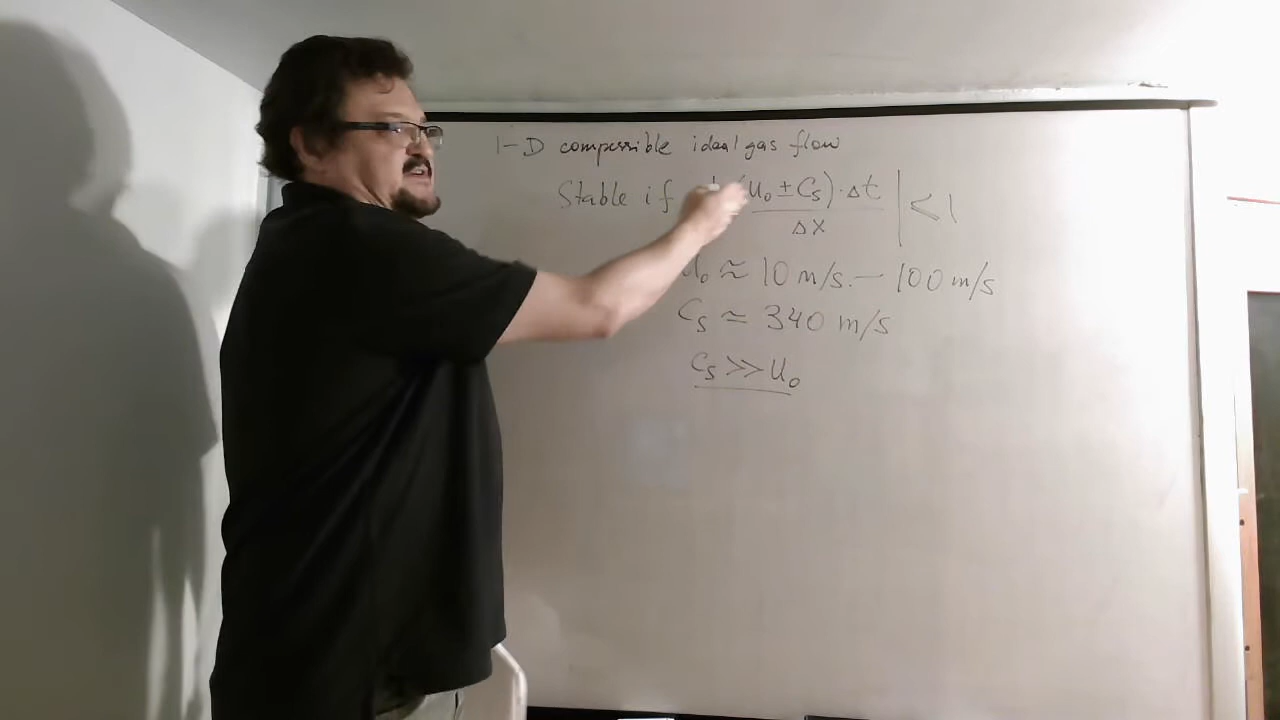 1-D compressible ideal gas flow
Stable if (u₀ ± Cₛ)·Δt | ≤ 1
Δx
u₀ ≈ 10 m/s. — 100 m/s
Cₛ ≃ 340 m/s
Cₛ >> u₀